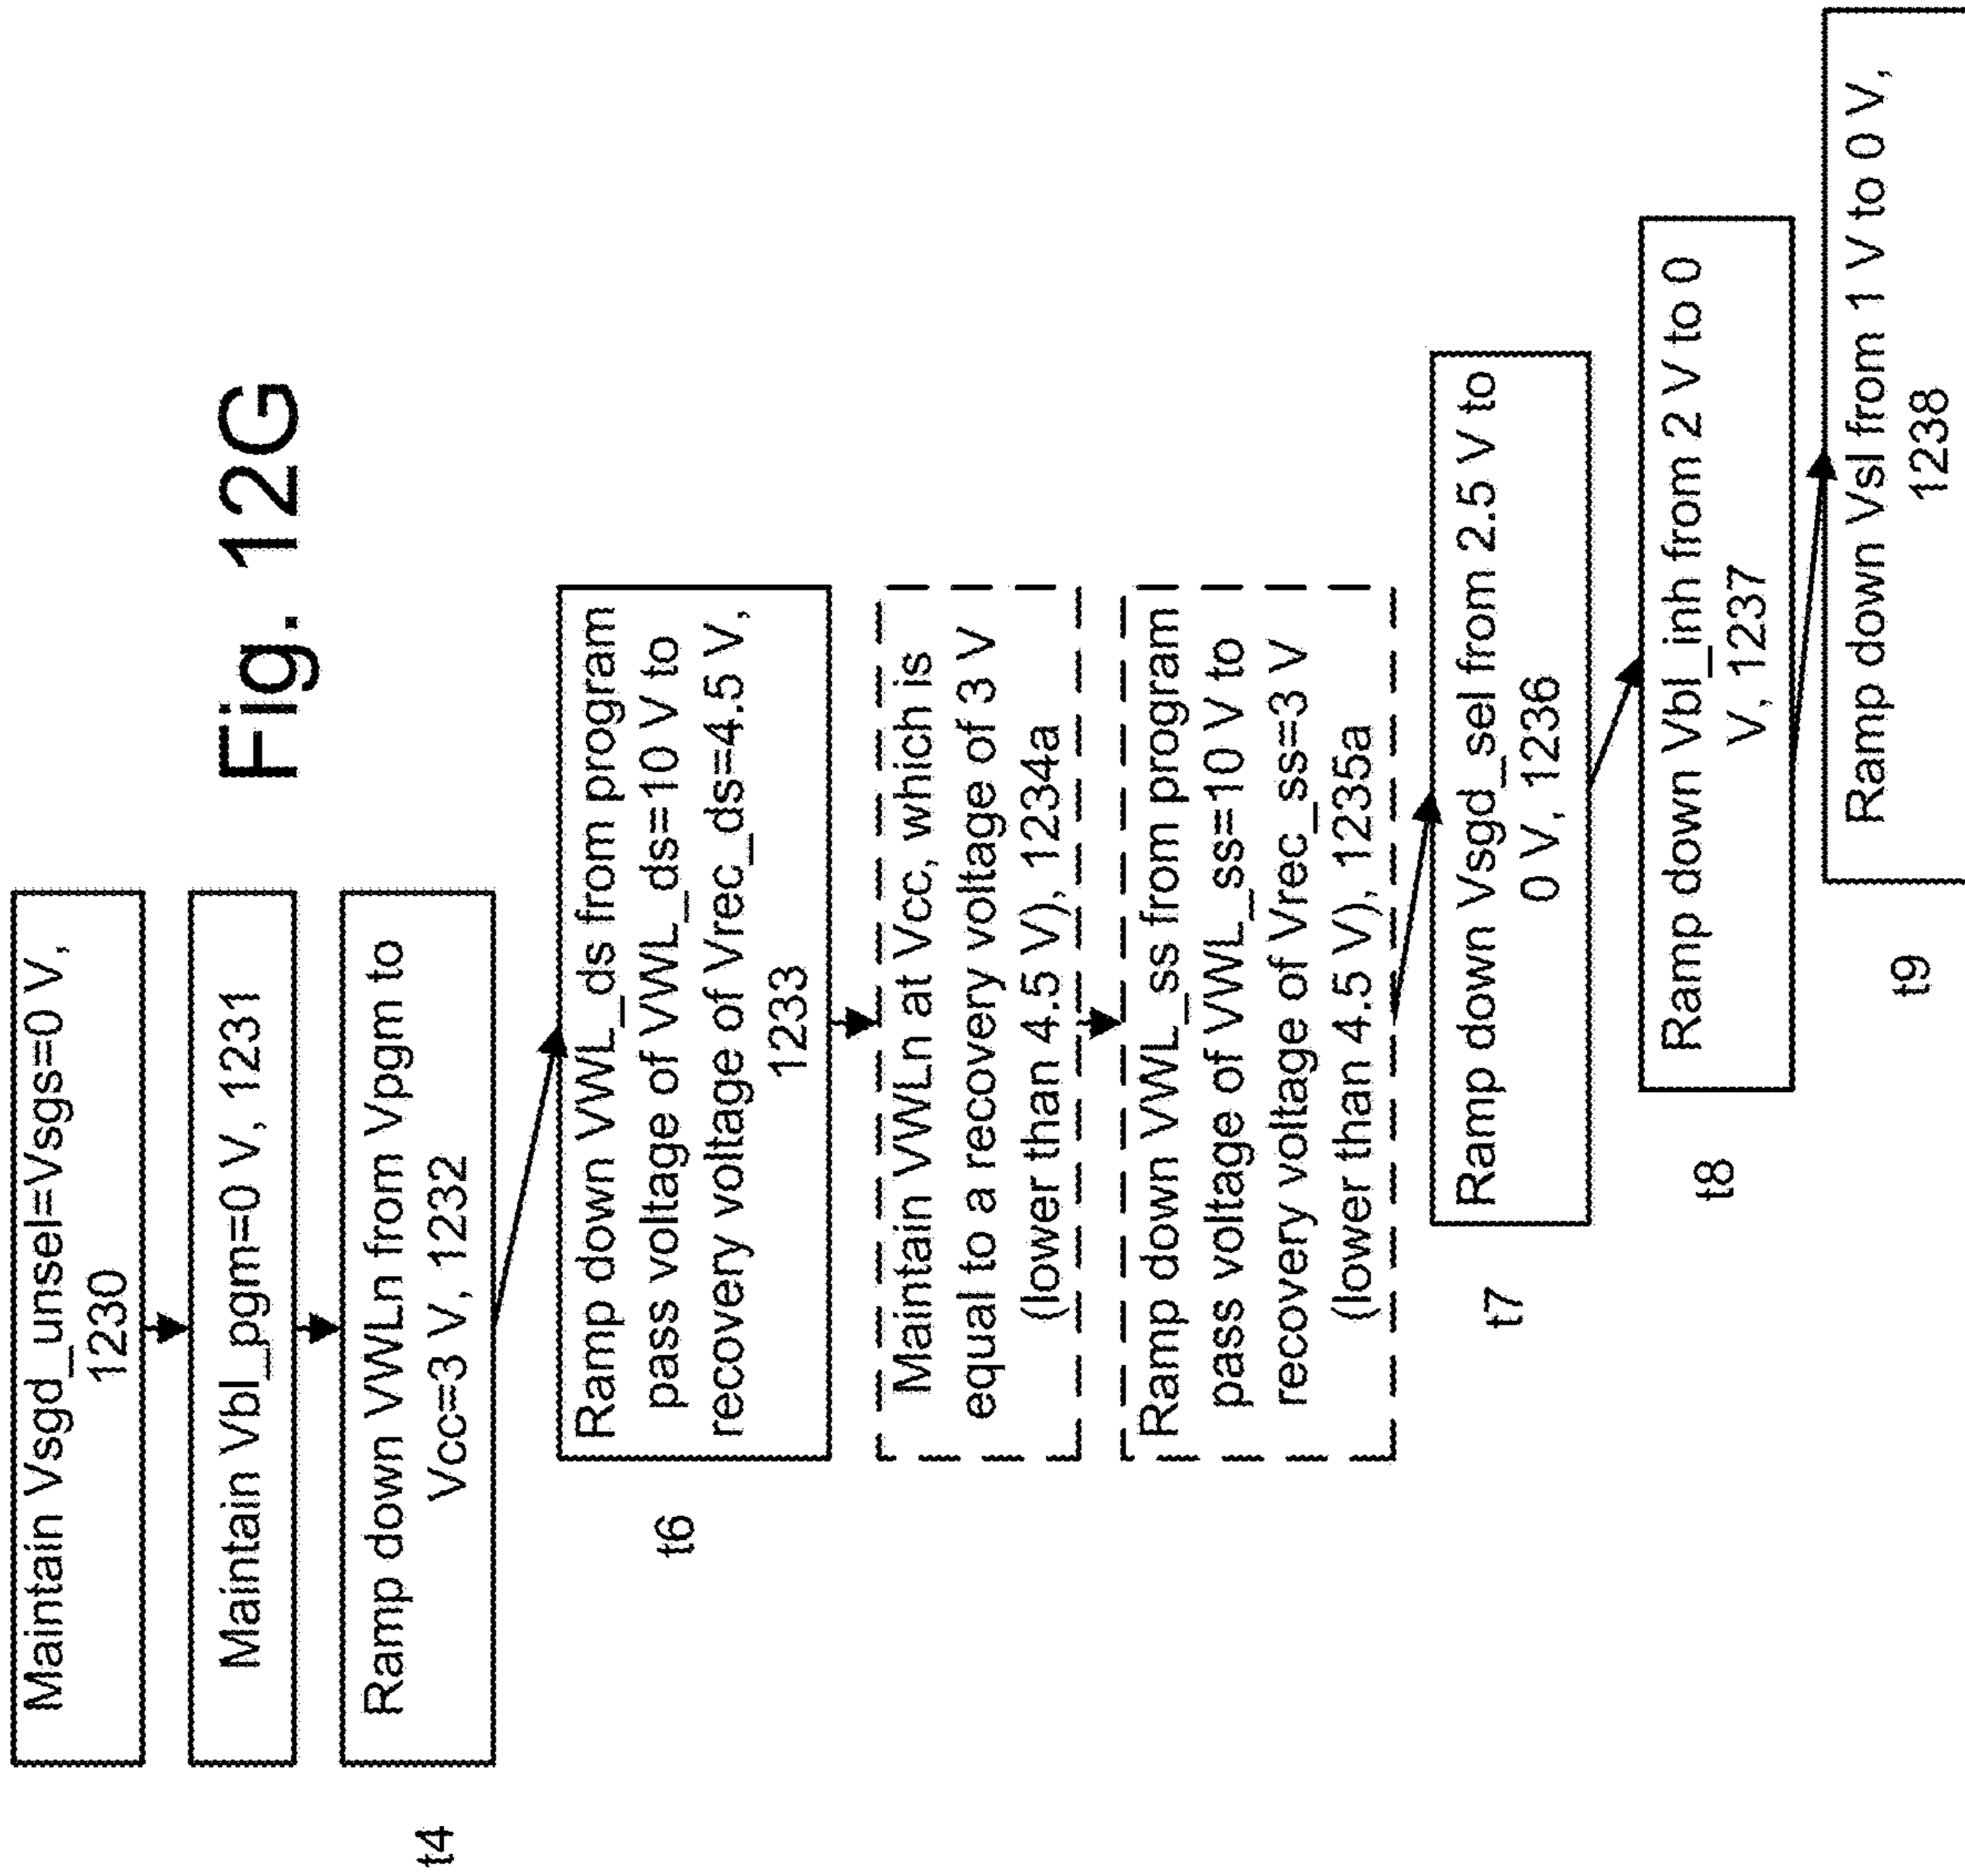 Fig. 12G
Maintain Vsgd_unsel=Vsgs=0 V,
1230
Maintain Vbl_pgm=0 V, 1231
t4
Ramp down VWLn from Vpgm to
Vcc=3 V, 1232
t6
Ramp down VWL_ds from program
pass voltage of VWL_ds=10 V to
recovery voltage of Vrec_ds=4.5 V,
1233
Maintain VWLn at Vcc, which is
equal to a recovery voltage of 3 V
(lower than 4.5 V), 1234a
Ramp down VWL_ss from program
pass voltage of VWL_ss=10 V to
recovery voltage of Vrec_ss=3 V
(lower than 4.5 V), 1235a
t7
Ramp down Vsgd_sel from 2.5 V to
0 V, 1236
t8
Ramp down Vbl_inh from 2 V to 0
V, 1237
t9
Ramp down Vsl from 1 V to 0 V,
1238